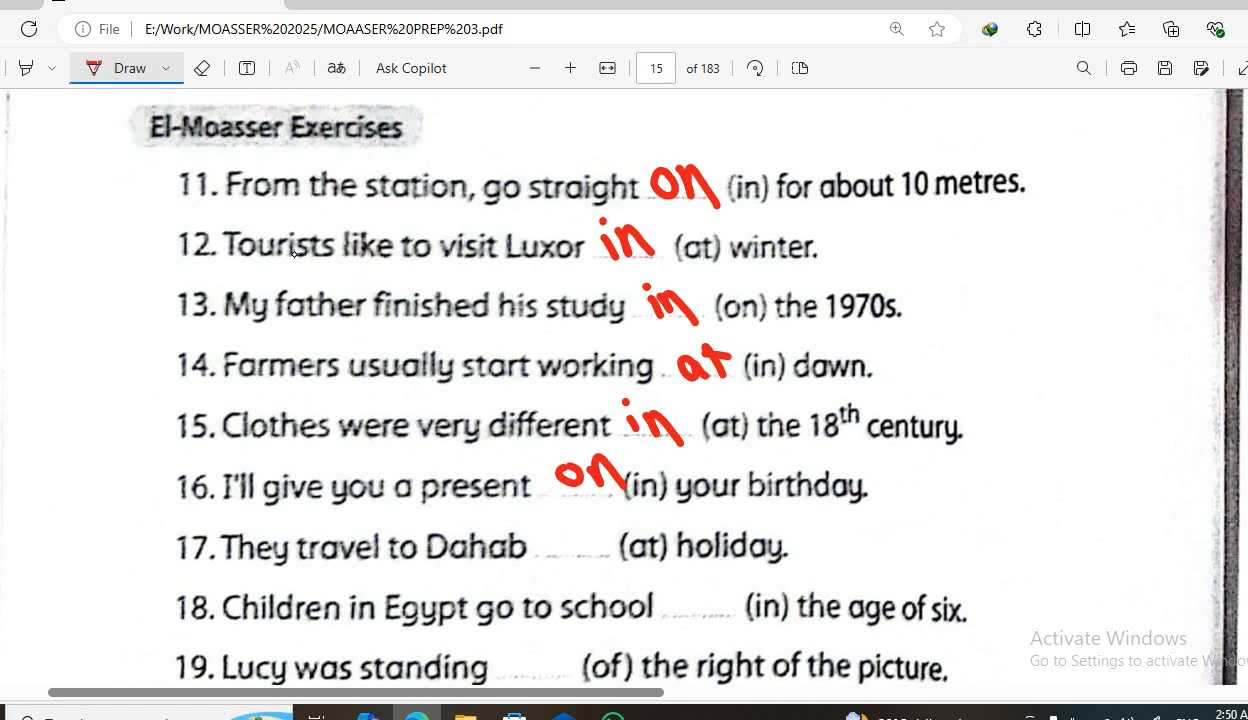 File E:/Work/MOASSER%202025/MOAASER%20PREP%203.pdf
Draw Ask Copilot 15 of 183
El-Moasser Exercises
11. From the station, go straight on (in) for about 10 metres.
12. Tourists like to visit Luxor in (at) winter.
13. My father finished his study in (on) the 1970s.
14. Farmers usually start working at (in) dawn.
15. Clothes were very different in (at) the 18th century.
16. I'll give you a present on (in) your birthday.
17. They travel to Dahab ........ (at) holiday.
18. Children in Egypt go to school ........ (in) the age of six.
19. Lucy was standing ........ (of) the right of the picture.
Activate Windows
Go to Settings to activate Windows
2:50 A